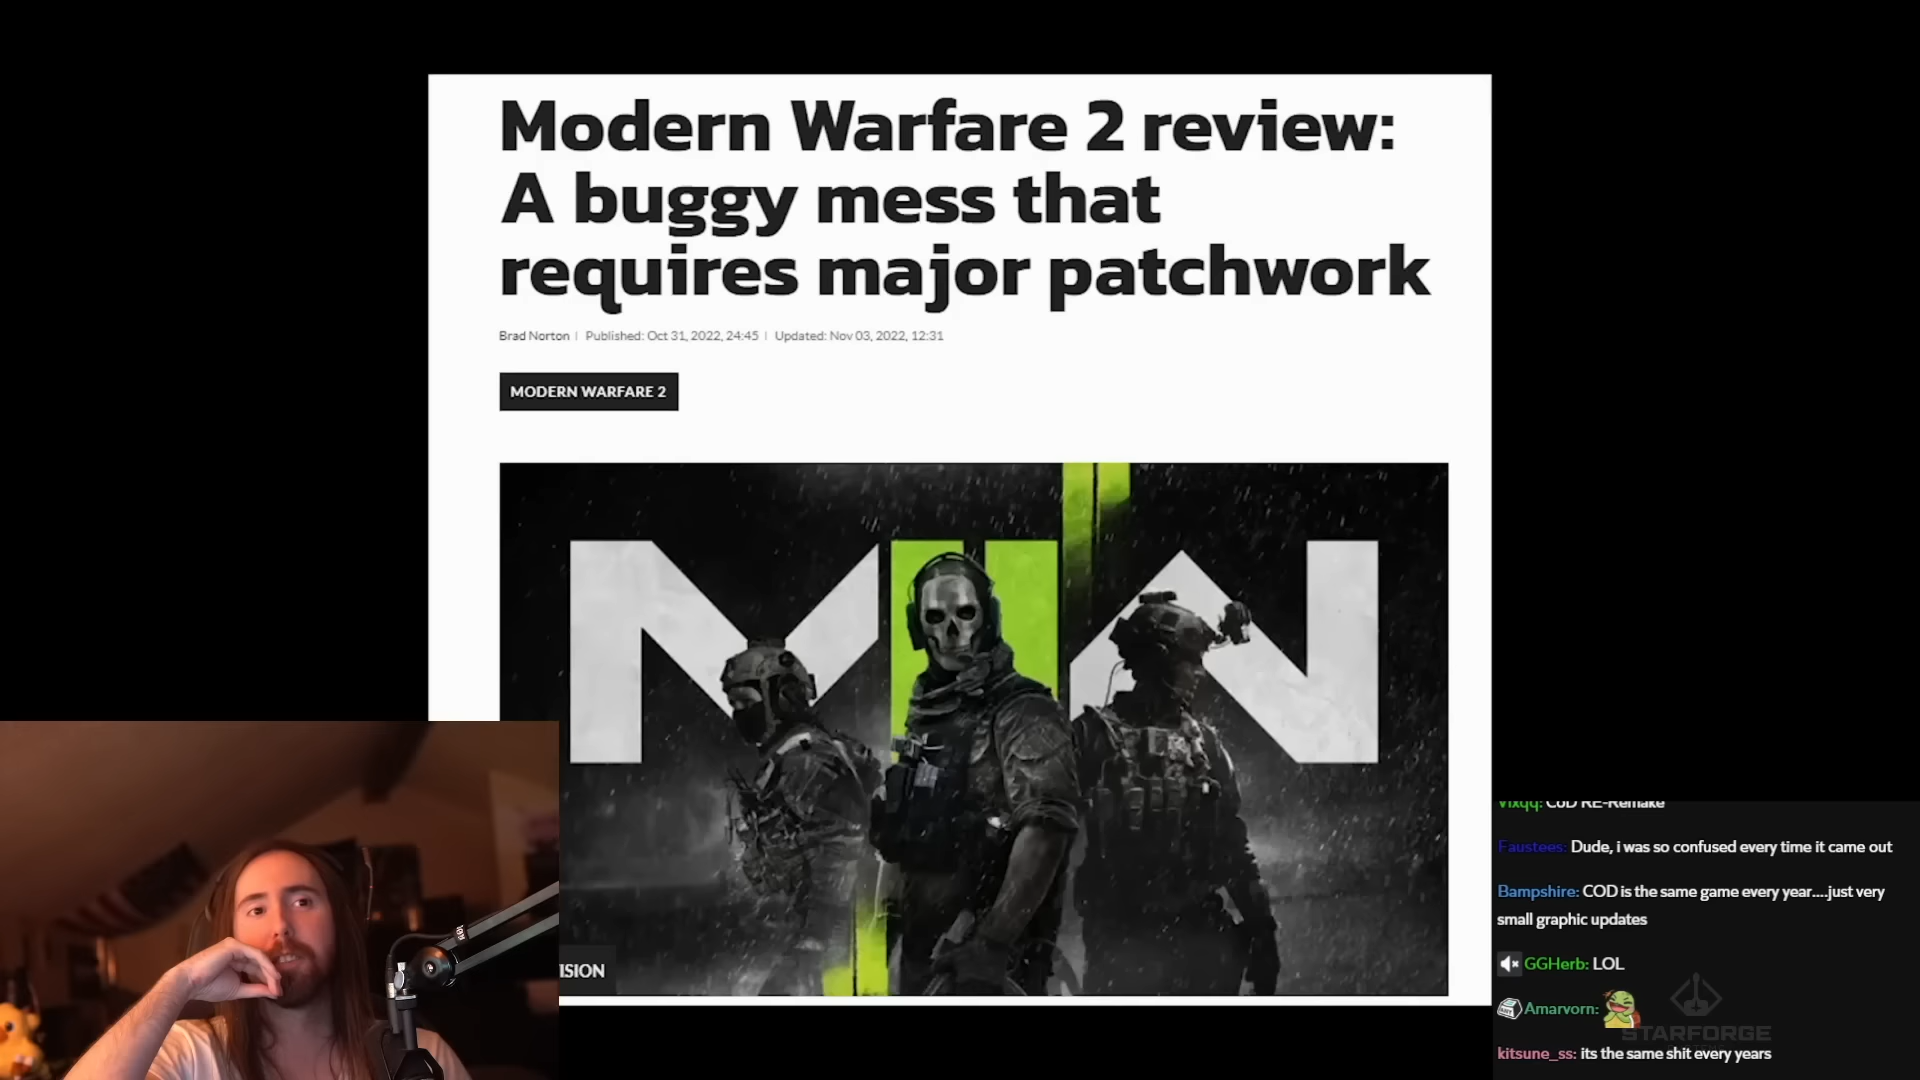 Modern Warfare 2 review:
A buggy mess that
requires major patchwork
Brad Norton | Published: Oct 31, 2022, 24:45 | Updated: Nov 03, 2022, 12:31
MODERN WARFARE 2
MIIW
ISION
Vixqq: CoD RE-Remake
Faustees: Dude, i was so confused every time it came out
Bampshire: COD is the same game every year....just very
small graphic updates
GGHerb: LOL
Amarvorn:
STARFORGE
kitsune_ss: its the same shit every years